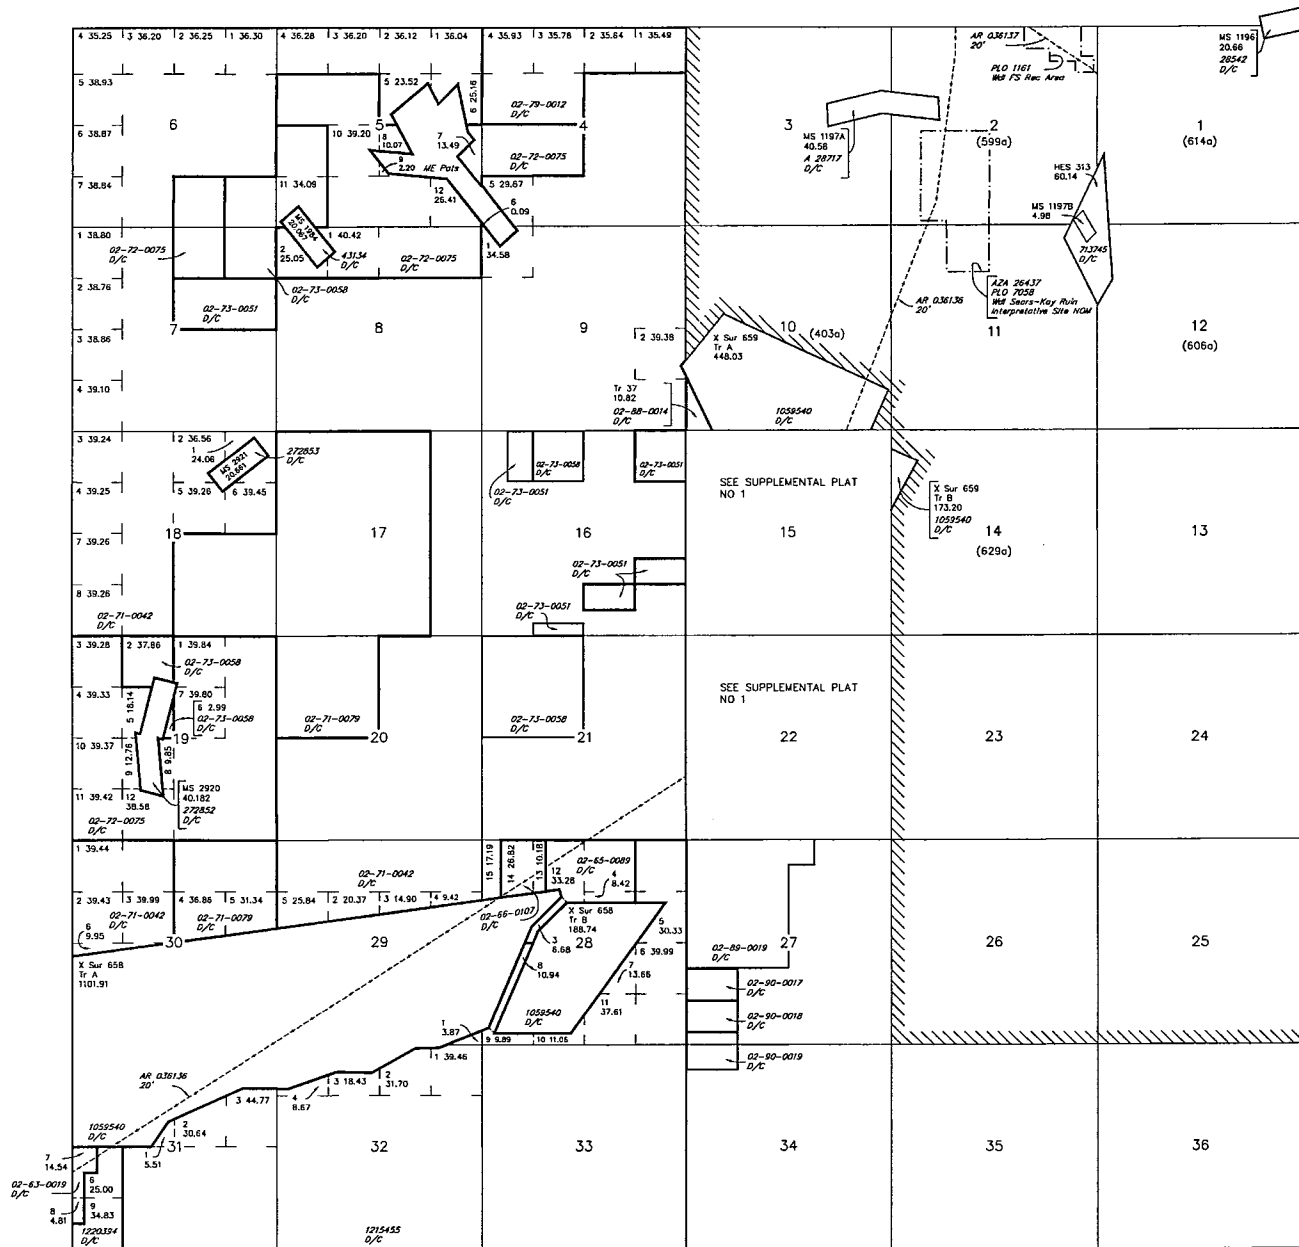 4 35.25
3 36.20
2 36.25
1 36.30
4 36.28
3 36.20
2 36.12
1 36.04
4 35.93
3 35.78
2 35.64
1 35.49
AR 036137
20'
MS 1196
20.66
28542
D/C
PLO 1161
Wdl FS Rec Area
5 38.93
5 23.52
6 25.16
02-79-0012
D/C
6
5
4
3
2
(599a)
1
(614a)
6 38.87
10 39.20
8
10.07
7
13.49
02-72-0075
D/C
MS 1197A
40.58
A 28717
D/C
9
2.20
ME Pats
HES 313
60.14
7 38.84
11 34.09
12
26.41
5 29.67
6
0.09
MS 1984
20.067
MS 1197B
4.98
1 38.80
02-72-0075
D/C
2
25.05
1 40.42
43134
D/C
02-72-0075
D/C
1
34.58
713745
D/C
2 38.76
02-73-0051
D/C
02-73-0058
D/C
AZA 26437
PLO 7058
Wdl Sears-Kay Ruin
Interpretative Site NOM
AR 036136
20'
7
8
9
10 (403a)
11
12
(606a)
3 38.86
2 39.38
X Sur 659
Tr A
448.03
4 39.10
Tr 37
10.82
02-88-0014
D/C
1059540
D/C
3 39.24
2 36.56
1
24.06
272853
D/C
MS 2921
20.661
02-73-0058
D/C
02-73-0051
D/C
02-73-0051
D/C
4 39.25
5 39.26
6 39.45
SEE SUPPLEMENTAL PLAT
NO 1
X Sur 659
Tr B
173.20
1059540
D/C
18
17
16
15
14
(629a)
13
7 39.26
02-73-0051
D/C
8 39.26
02-73-0051
D/C
02-71-0042
D/C
3 39.28
2 37.86
1 39.84
02-73-0058
D/C
4 39.33
5 18.14
7 39.80
6 2.99
02-73-0058
D/C
02-71-0079
D/C
02-73-0058
D/C
SEE SUPPLEMENTAL PLAT
NO 1
10 39.37
19
20
21
22
23
24
9 12.76
8 9.85
11 39.42
12
38.58
MS 2920
40.182
272852
D/C
02-72-0075
D/C
1 39.44
02-71-0042
D/C
15 17.19
14 26.82
13 10.18
12
33.28
02-65-0089
D/C
4
8.42
2 39.43
3 39.99
4 36.86
5 31.34
5 25.84
2 20.37
3 14.90
4 9.42
02-71-0042
D/C
02-71-0079
D/C
02-66-0107
D/C
X Sur 658
Tr B
188.74
5
30.33
6
9.95
30
29
28
27
26
25
3
6.68
6 39.99
02-89-0019
D/C
X Sur 658
Tr A
1101.91
8
10.94
7
13.66
02-90-0017
D/C
11
37.61
1059540
D/C
02-90-0018
D/C
1
3.87
9 9.89
10 11.06
1 39.46
02-90-0019
D/C
AR 036136
20'
3 18.43
2
31.70
4
8.67
3 44.77
1059540
D/C
2
30.64
31
32
33
34
35
36
7
14.54
1
5.51
02-63-0019
D/C
6
25.00
8
4.81
9
34.83
1220394
D/C
1215455
D/C